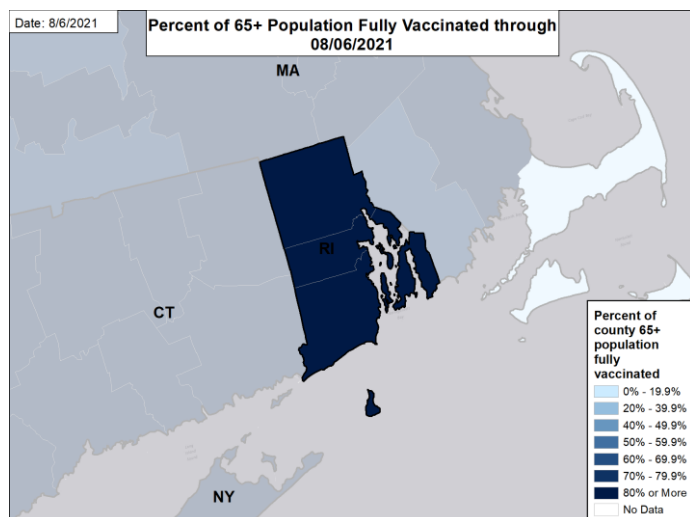 Date: 8/6/2021
Percent of 65+ Population Fully Vaccinated through
08/06/2021
MA
RI
CT
NY
Percent of
county 65+
population
fully
vaccinated
0% - 19.9%
20% - 39.9%
40% - 49.9%
50% - 59.9%
60% - 69.9%
70% - 79.9%
80% or More
No Data